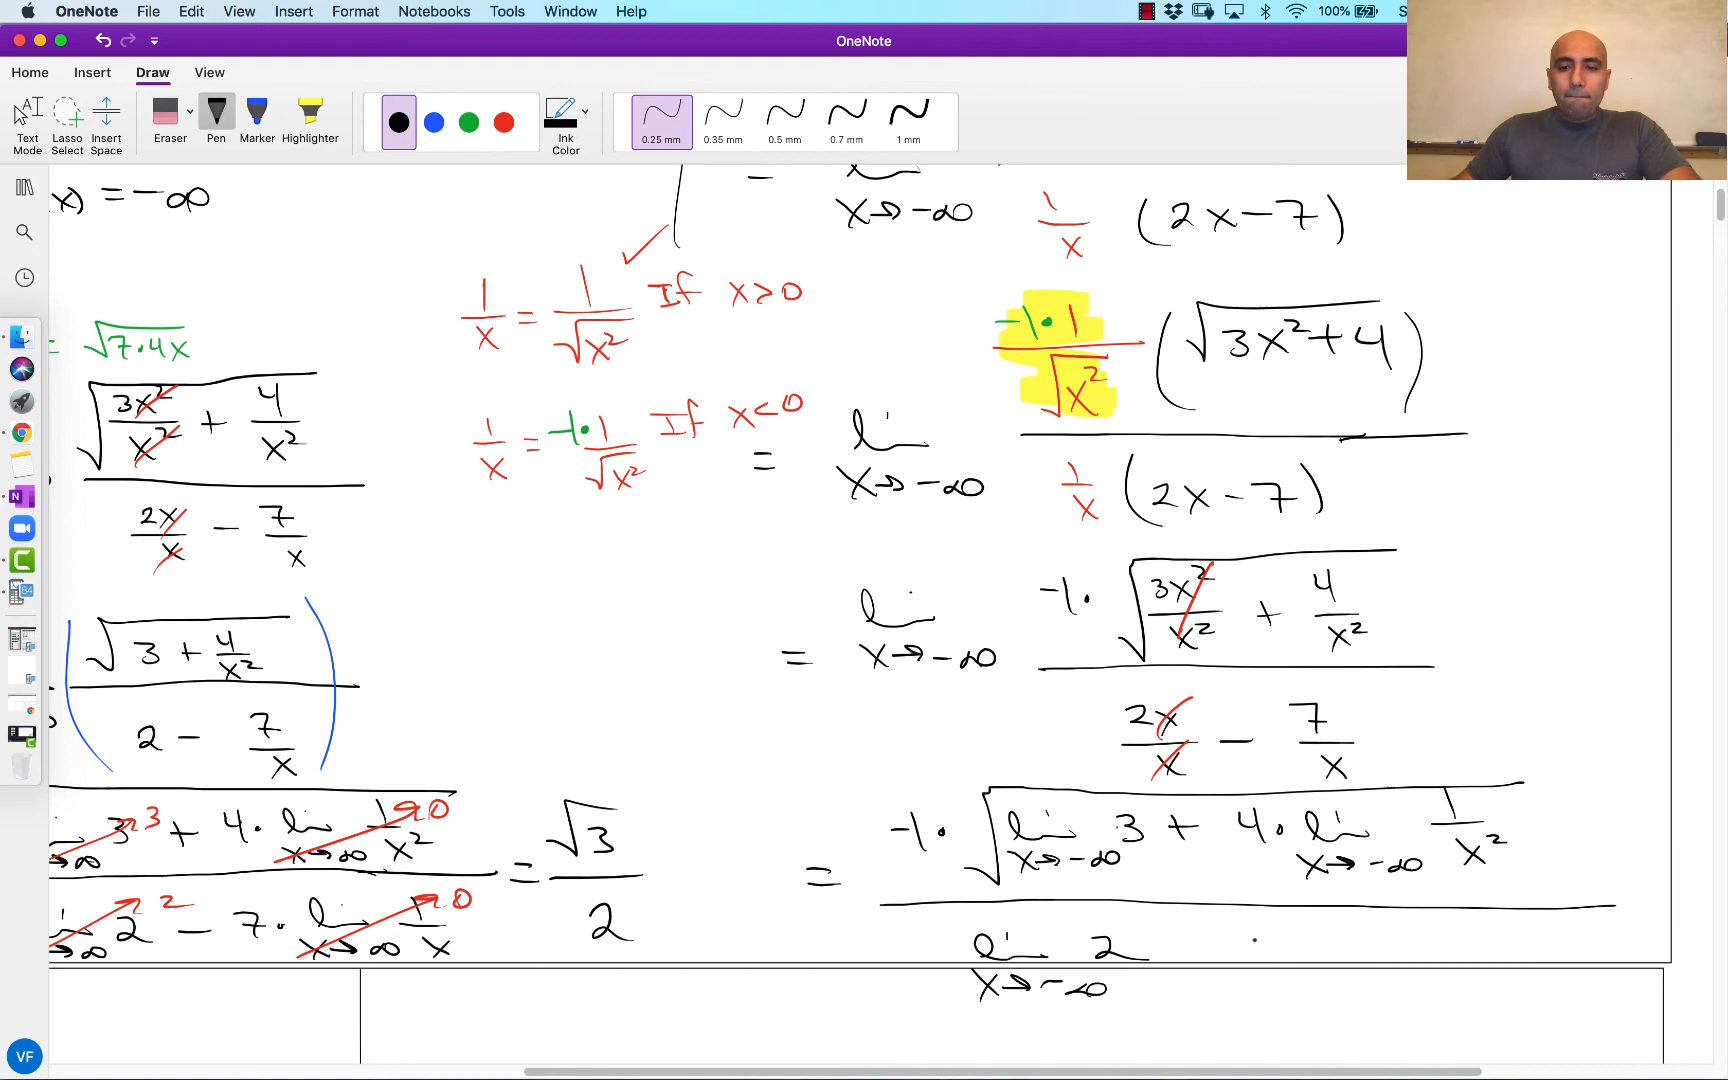 OneNote File Edit View Insert Format Notebooks Tools Window Help 100% S
OneNote
Home Insert Draw View
Text Mode Lasso Select Insert Space Eraser Pen Marker Highlighter Ink Color 0.25 mm 0.35 mm 0.5 mm 0.7 mm 1 mm
x) = -∞
= lim x→-∞
1/x (2x-7)
1/x = 1/√x² If x>0
= √7·4x
1/x = -1· 1/√x² If x<0
√(3x²/x² + 4/x²)
2x/x - 7/x
= lim x→-∞ -1·1/√x² (√3x²+4)
1/x (2x-7)
= lim x→-∞ -1· √(3x²/x² + 4/x²)
2x/x - 7/x
(√(3 + 4/x²)
2 - 7/x)
→∞ 3 →3 + 4· lim x→∞ 1/x² →0
→∞ 2 →2 - 7· lim x→∞ 1/x →0
= √3/2
= -1· √(lim x→-∞ 3 + 4· lim x→-∞ 1/x²)
lim x→-∞ 2
VF